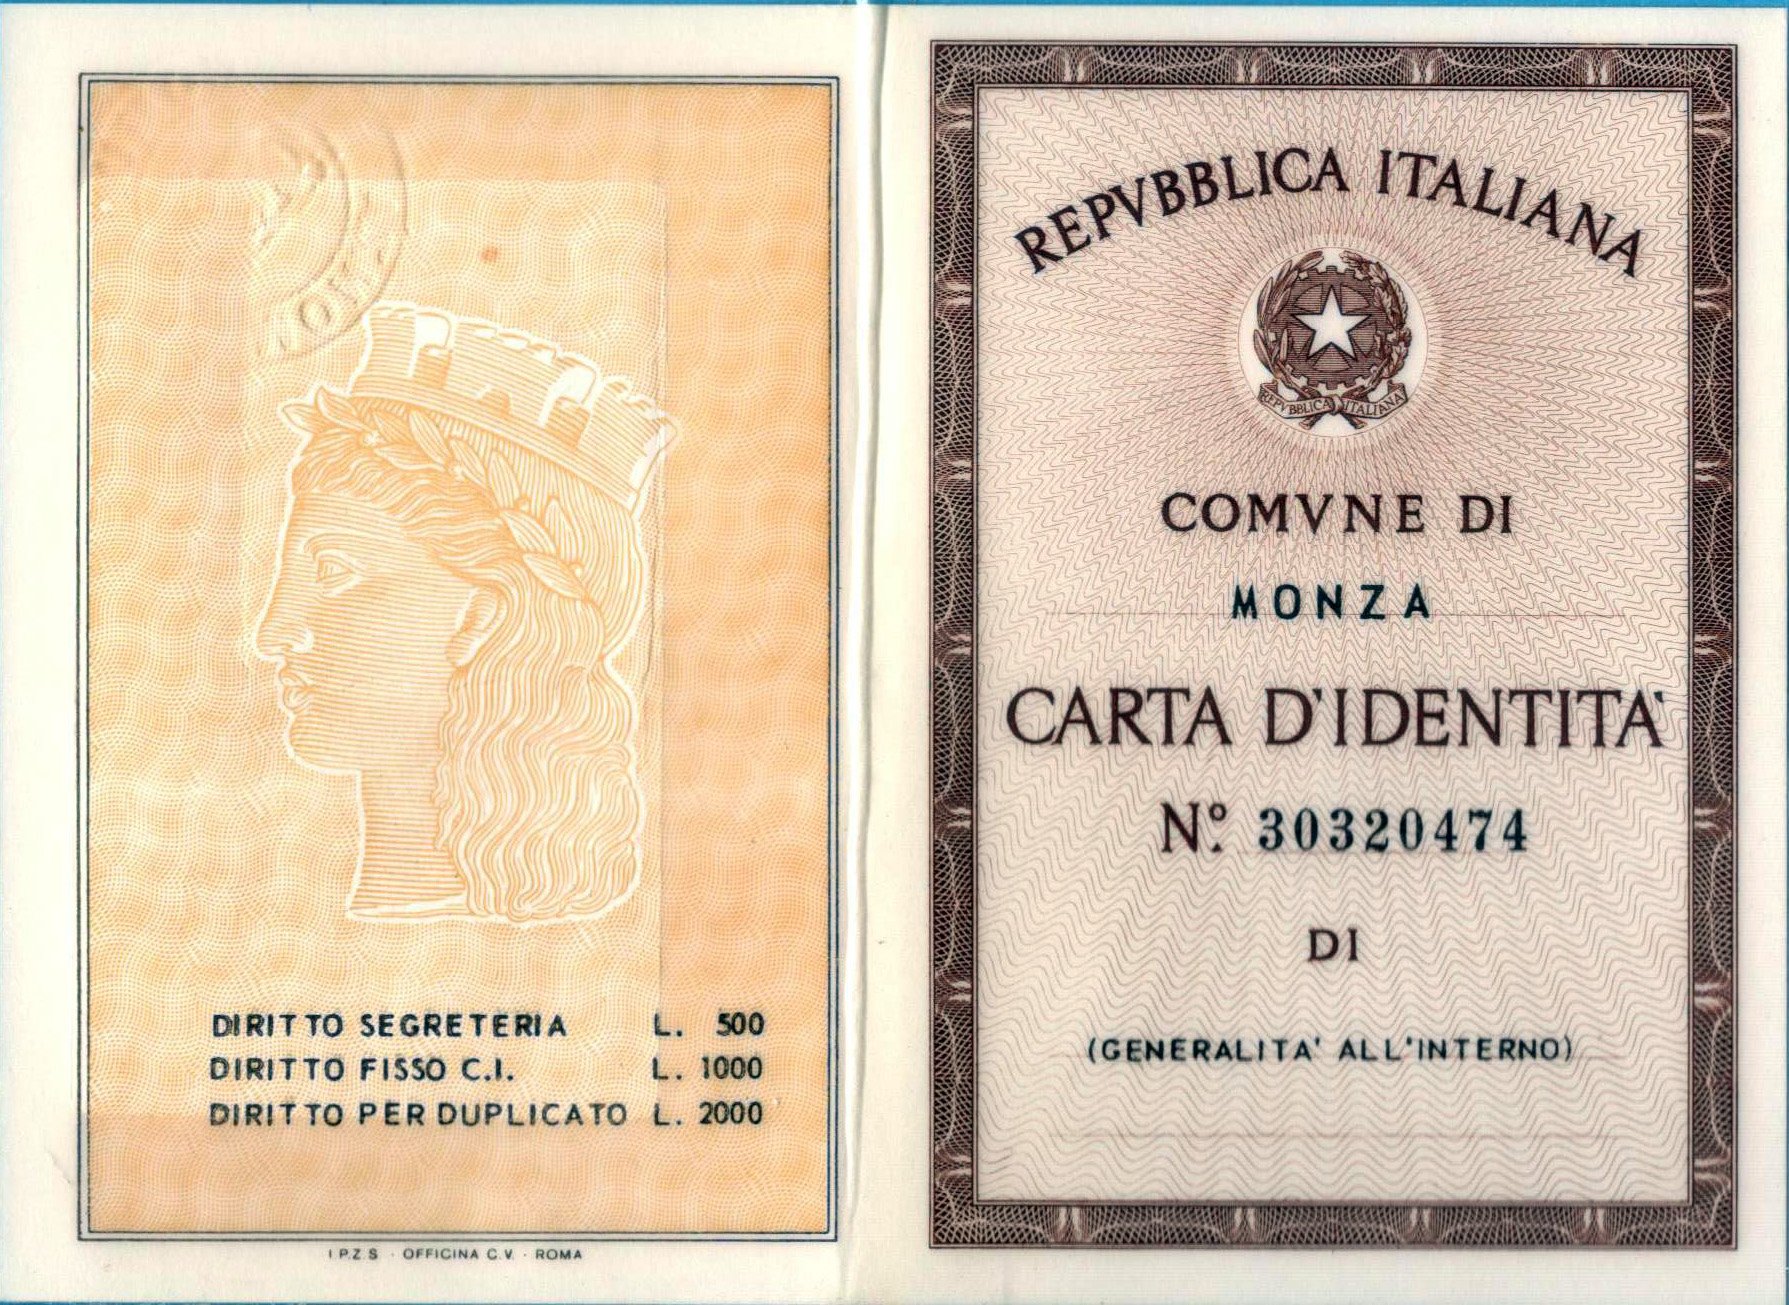 DIRITTO SEGRETERIA L. 500
DIRITTO FISSO C.I. L. 1000
DIRITTO PER DUPLICATO L. 2000
I P.Z S · OFFICINA C.V. · ROMA
REPVBBLICA ITALIANA
REPVBBLICA ITALIANA
COMVNE DI
MONZA
CARTA D'IDENTITA'
Nº. 30320474
DI
(GENERALITA' ALL'INTERNO)